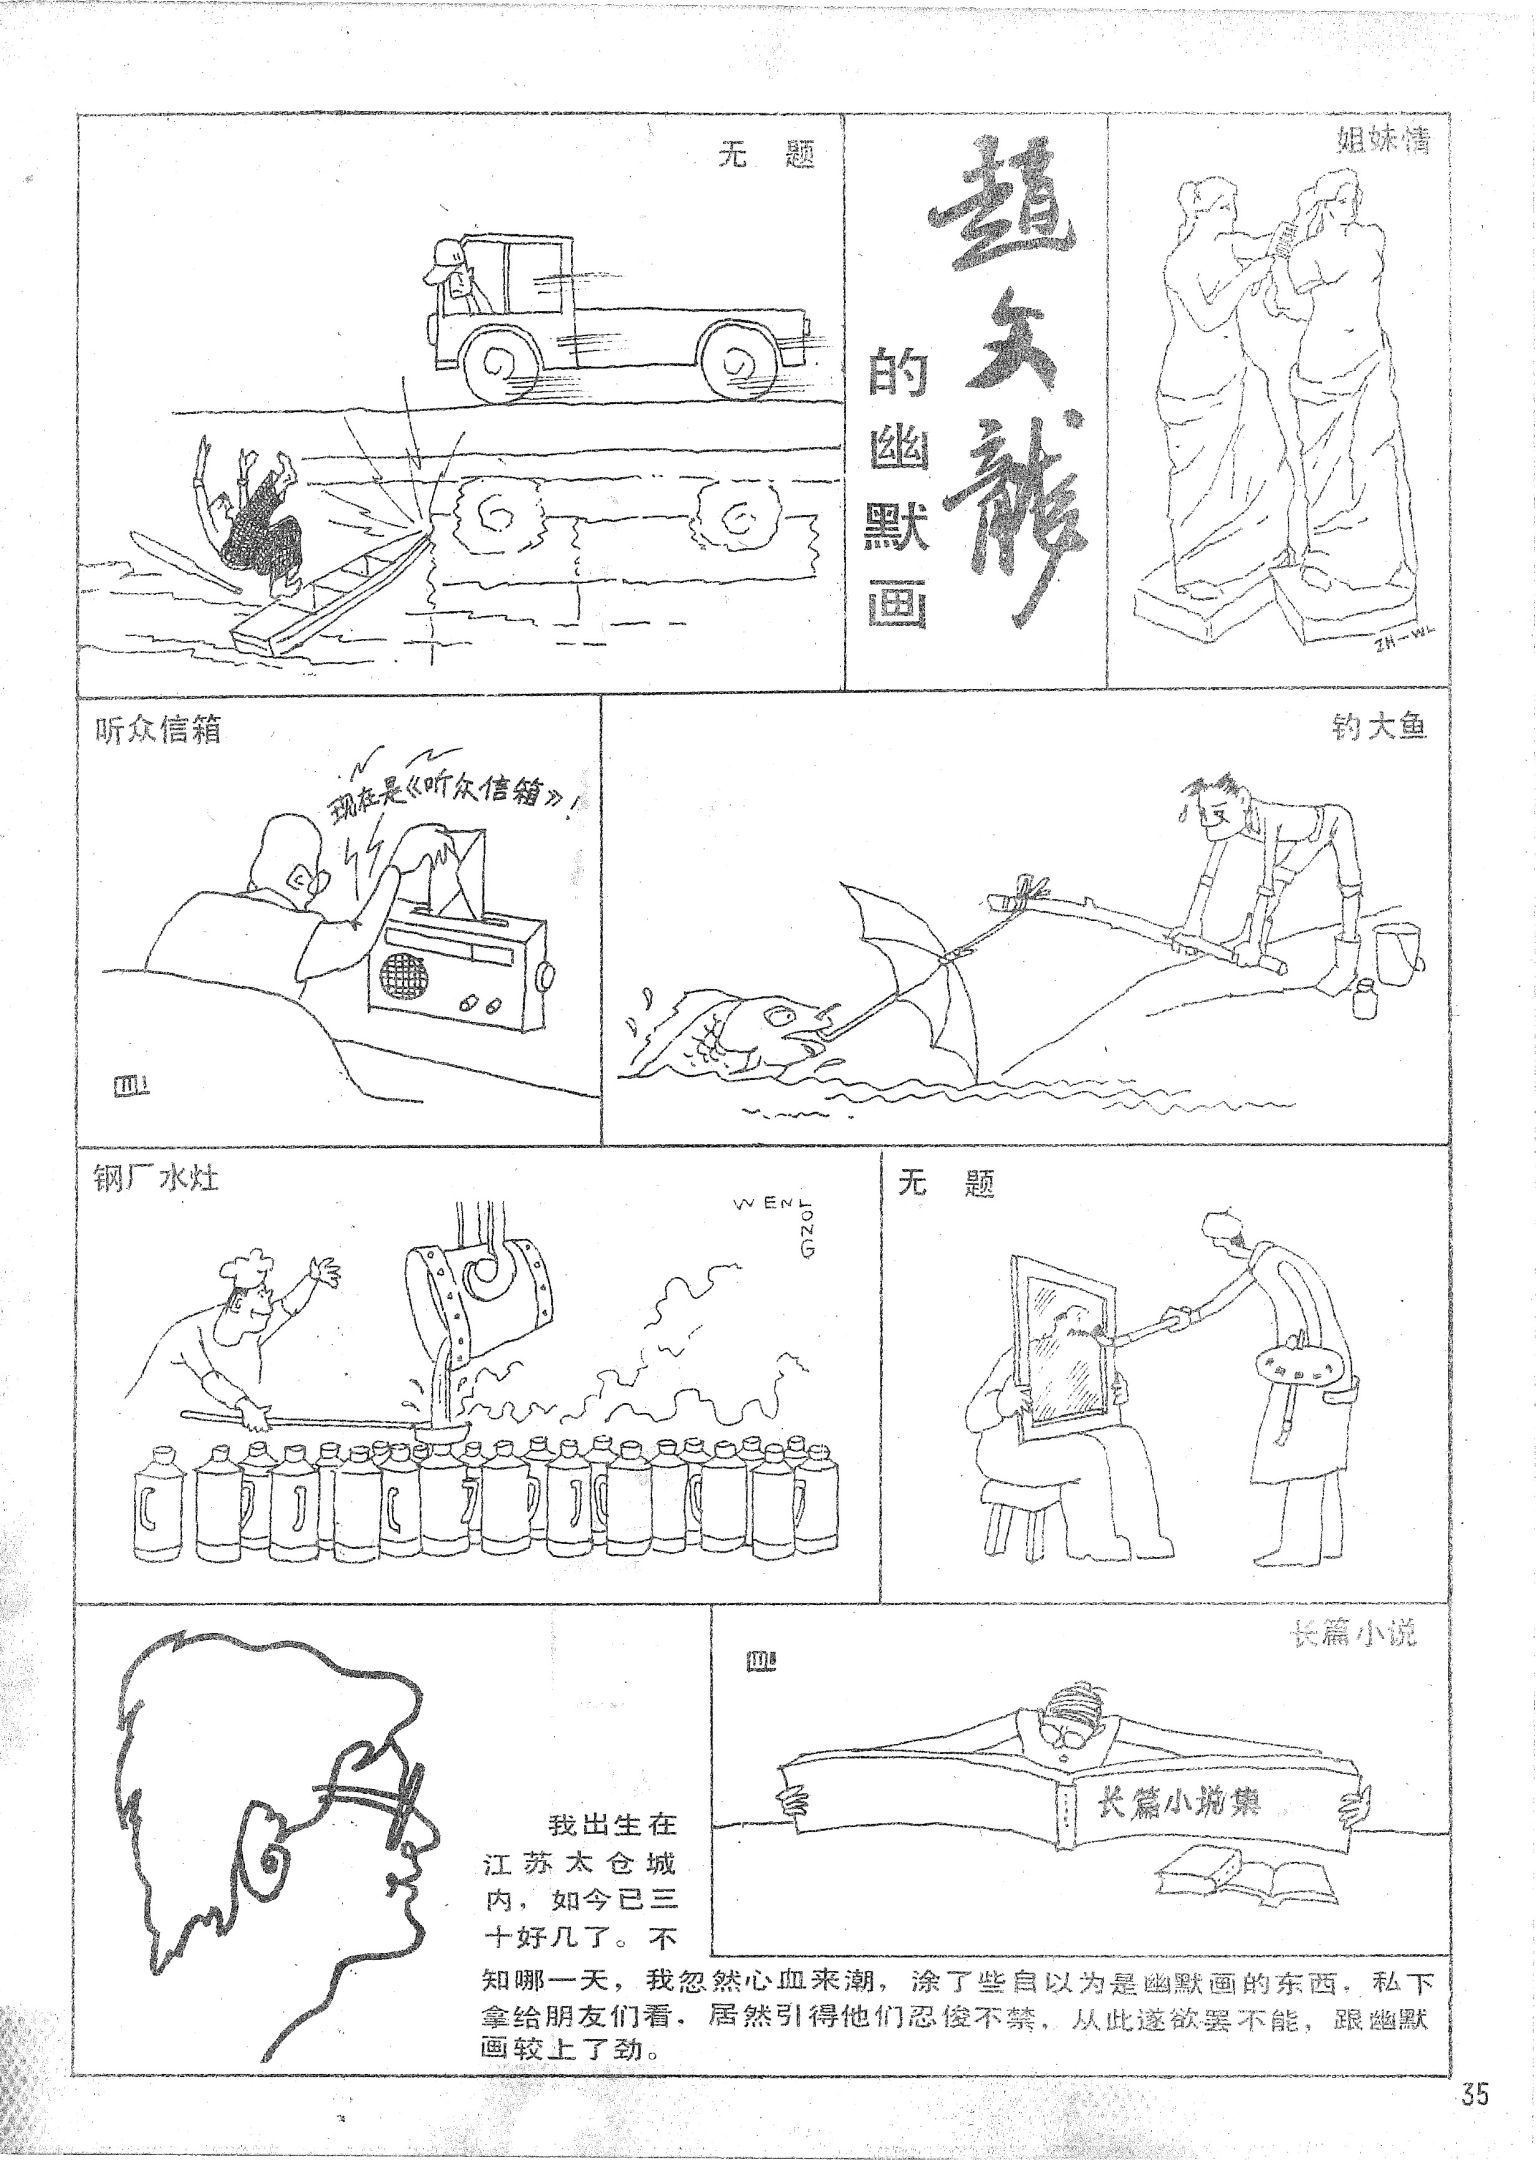 无 题
趙文龍
的幽默画
姐妹情
ZH-WL
听众信箱
现在是《听众信箱》!
钓大鱼
钢厂水灶
WENLONG
无 题
长篇小说
长篇小说集
我出生在
江苏太仓城
内，如今已三
十好几了。不
知哪一天，我忽然心血来潮，涂了些自以为是幽默画的东西，私下
拿给朋友们看，居然引得他们忍俊不禁，从此遂欲罢不能，跟幽默
画较上了劲。
35